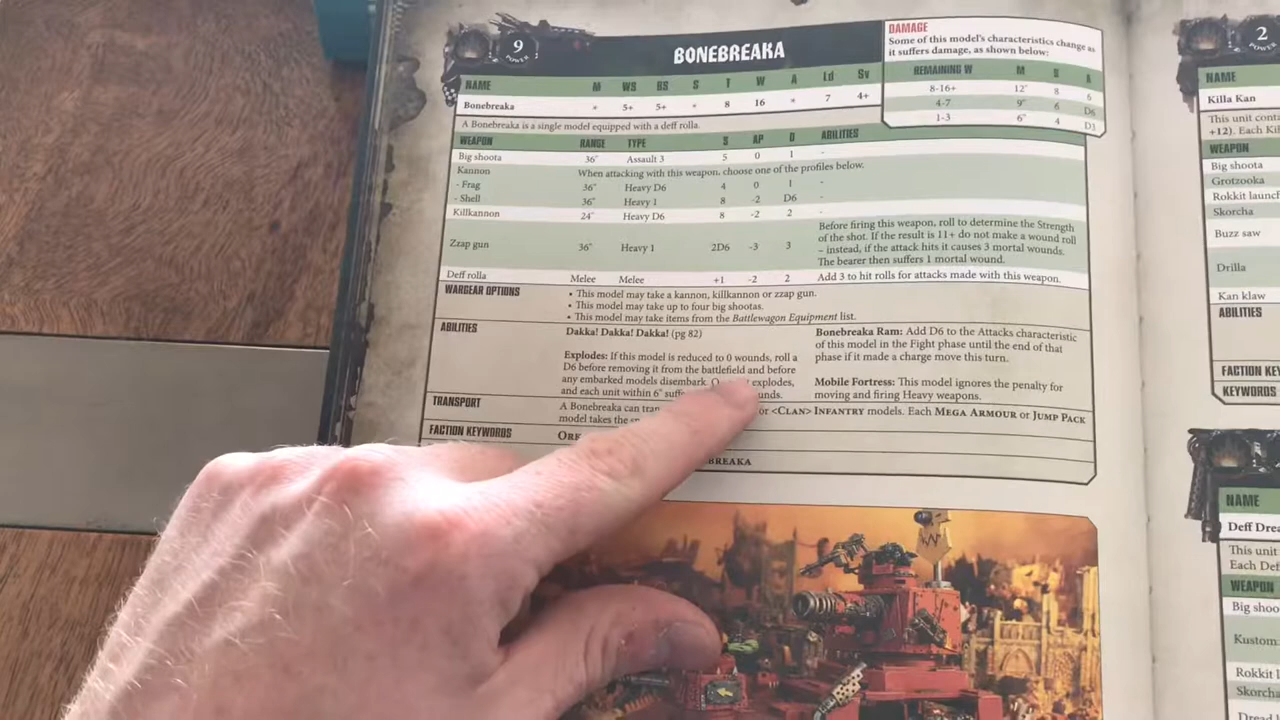 9
POWER
BONEBREAKA
DAMAGE
Some of this model's characteristics change as
it suffers damage, as shown below:
REMAINING W M S A
8-16+ 12" 8 6
4-7 9" 6 D6
1-3 6" 4 D3
NAME M WS BS S T W A Ld Sv
Bonebreaka * 5+ 5+ * 8 16 * 7 4+
A Bonebreaka is a single model equipped with a deff rolla.
WEAPON RANGE TYPE S AP D ABILITIES
Big shoota 36" Assault 3 5 0 1 -
Kannon When attacking with this weapon, choose one of the profiles below.
- Frag 36" Heavy D6 4 0 1 -
- Shell 36" Heavy 1 8 -2 D6 -
Killkannon 24" Heavy D6 8 -2 2 -
Zzap gun 36" Heavy 1 2D6 -3 3
Before firing this weapon, roll to determine the Strength
of the shot. If the result is 11+ do not make a wound roll
– instead, if the attack hits it causes 3 mortal wounds.
The bearer then suffers 1 mortal wound.
Deff rolla Melee Melee +1 -2 2 Add 3 to hit rolls for attacks made with this weapon.
WARGEAR OPTIONS
• This model may take a kannon, killkannon or zzap gun.
• This model may take up to four big shootas.
• This model may take items from the Battlewagon Equipment list.
ABILITIES
Dakka! Dakka! Dakka! (pg 82)
Explodes: If this model is reduced to 0 wounds, roll a
D6 before removing it from the battlefield and before
any embarked models disembark. explodes,
and each unit within 6" unds.
Bonebreaka Ram: Add D6 to the Attacks characteristic
of this model in the Fight phase until the end of that
phase if it made a charge move this turn.
Mobile Fortress: This model ignores the penalty for
moving and firing Heavy weapons.
TRANSPORT
A Bonebreaka can or <CLAN> INFANTRY models. Each MEGA ARMOUR or JUMP PACK
model takes the
FACTION KEYWORDS
BREAKA
2
POWER
NAME
Killa Kan
This unit
+12). Each
WEAPON
Big shoota
Grotzooka
Rokkit
Skorcha
Buzz saw
Drilla
Kan klaw
ABILITIES
FACTION
KEYWORDS
NAME
Deff
This unit
Each
WEAPON
Big
Rokkit
Skorcha